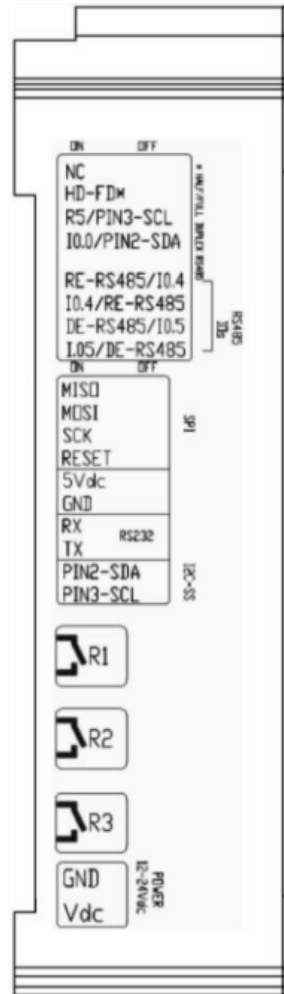 ON OFF
NC
HD-FD*
R5/PIN3-SCL
I0.0/PIN2-SDA
* HALF/FULL DUPLEX RS485
RE-RS485/I0.4
I0.4/RE-RS485
DE-RS485/I0.5
I.05/DE-RS485
RS485
ON OFF
MISO
MOSI
SCK
RESET
SPI
5Vdc
GND
RX
TX
RS232
PIN2-SDA
PIN3-SCL
I2C-SS
R1
R2
R3
GND
Vdc
POWER
12-24Vdc